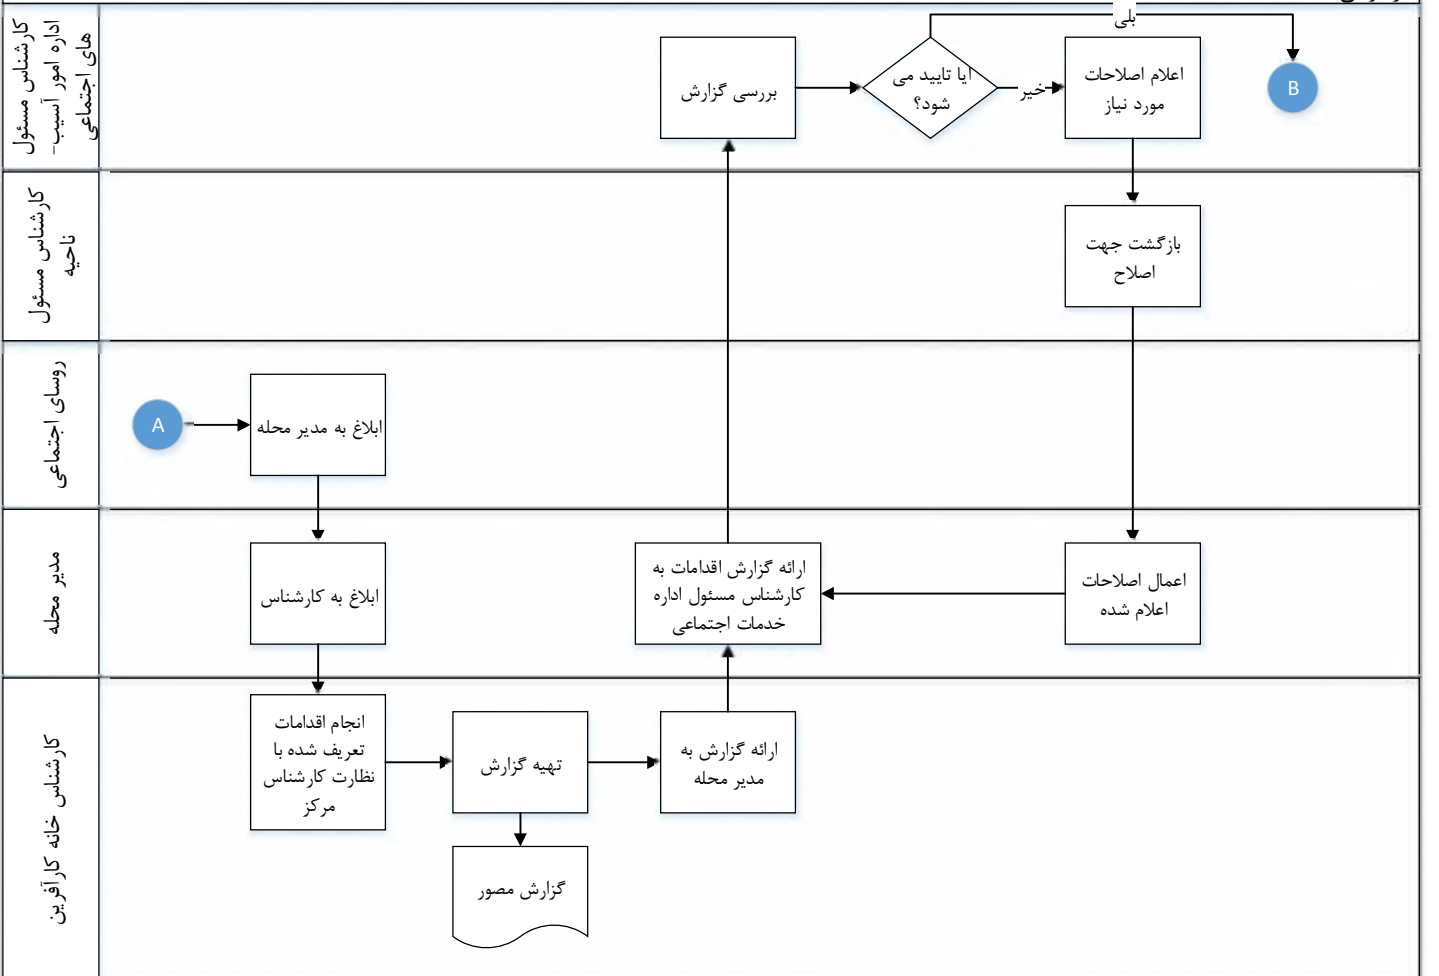 کارشناس مسئول
اداره امور آسیب-
های اجتماعی
بررسی گزارش
ایا تایید می
شود؟
بلی
خیر
اعلام اصلاحات
مورد نیاز
B
کارشناس مسئول
ناحیه
بازگشت جهت
اصلاح
روسای اجتماعی
A
ابلاغ به مدیر محله
مدیر محله
ابلاغ به کارشناس
ارائه گزارش اقدامات به
کارشناس مسئول اداره
خدمات اجتماعی
اعمال اصلاحات
اعلام شده
کارشناس خانه کارآفرین
انجام اقدامات
تعریف شده با
نظارت کارشناس
مرکز
تهیه گزارش
ارائه گزارش به
مدیر محله
گزارش مصور